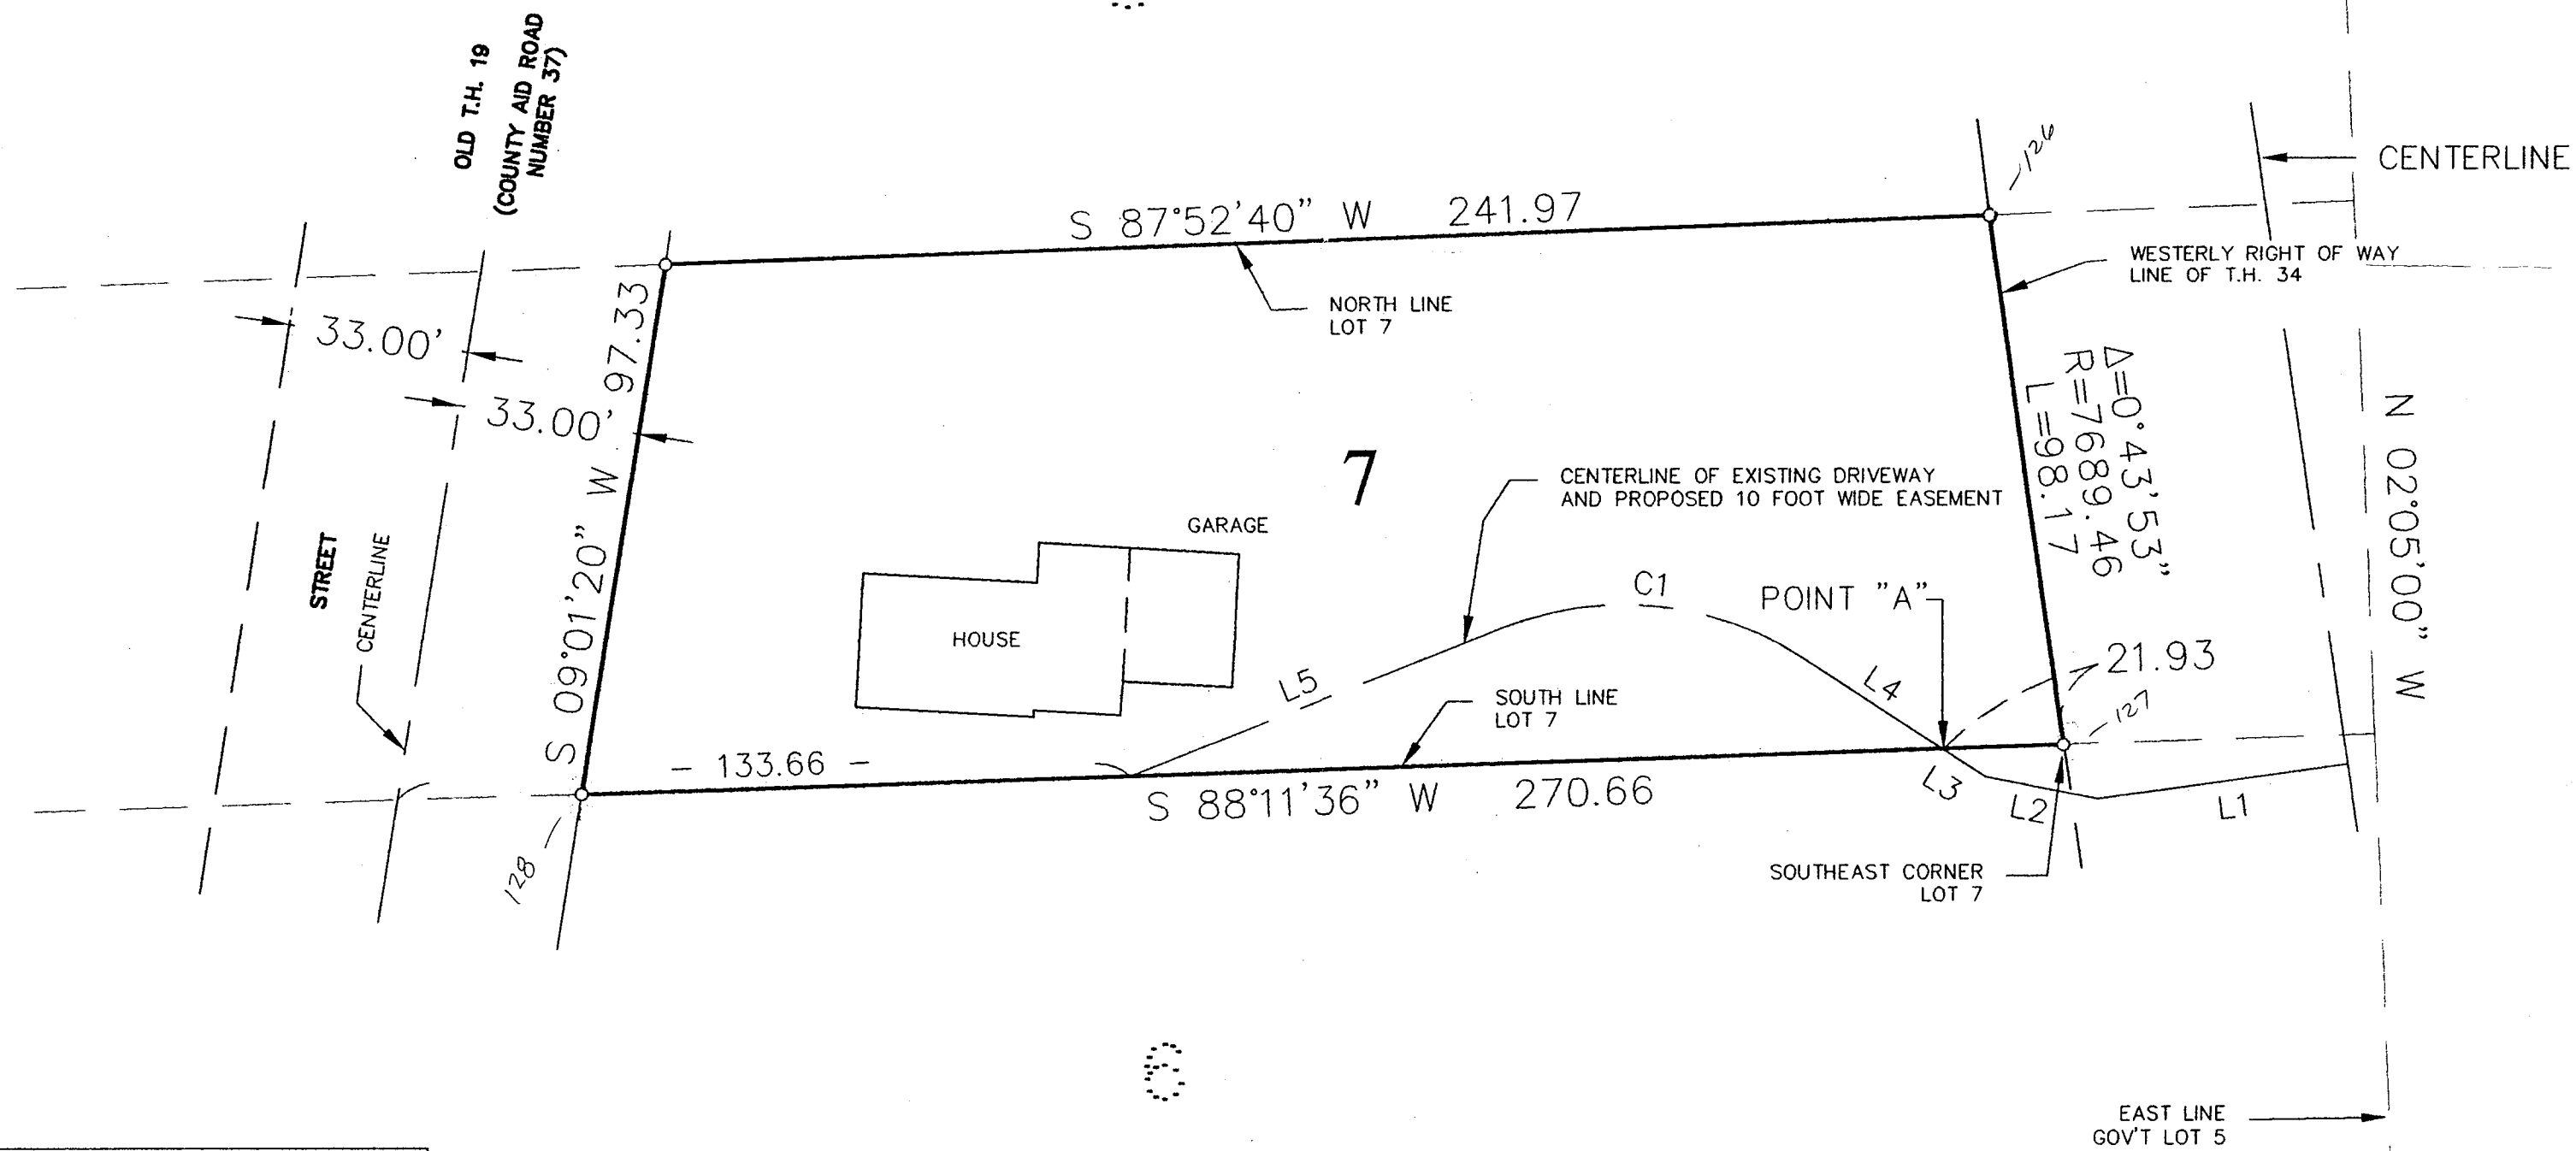 OLD T.H. 19
(COUNTY AID ROAD
NUMBER 37)
126
CENTERLINE
S 87°52'40" W 241.97
WESTERLY RIGHT OF WAY
LINE OF T.H. 34
NORTH LINE
LOT 7
33.00'
33.00'
S 09°01'20" W 97.33
Δ=0°43'53"
R=7689.46
L=98.17
N 02°05'00" W
7
CENTERLINE OF EXISTING DRIVEWAY
AND PROPOSED 10 FOOT WIDE EASEMENT
GARAGE
STREET
CENTERLINE
HOUSE
C1
POINT "A"
21.93
L5
L4
SOUTH LINE
LOT 7
127
- 133.66 -
S 88°11'36" W 270.66
L3
L2
L1
128
SOUTHEAST CORNER
LOT 7
6
EAST LINE
GOV'T LOT 5